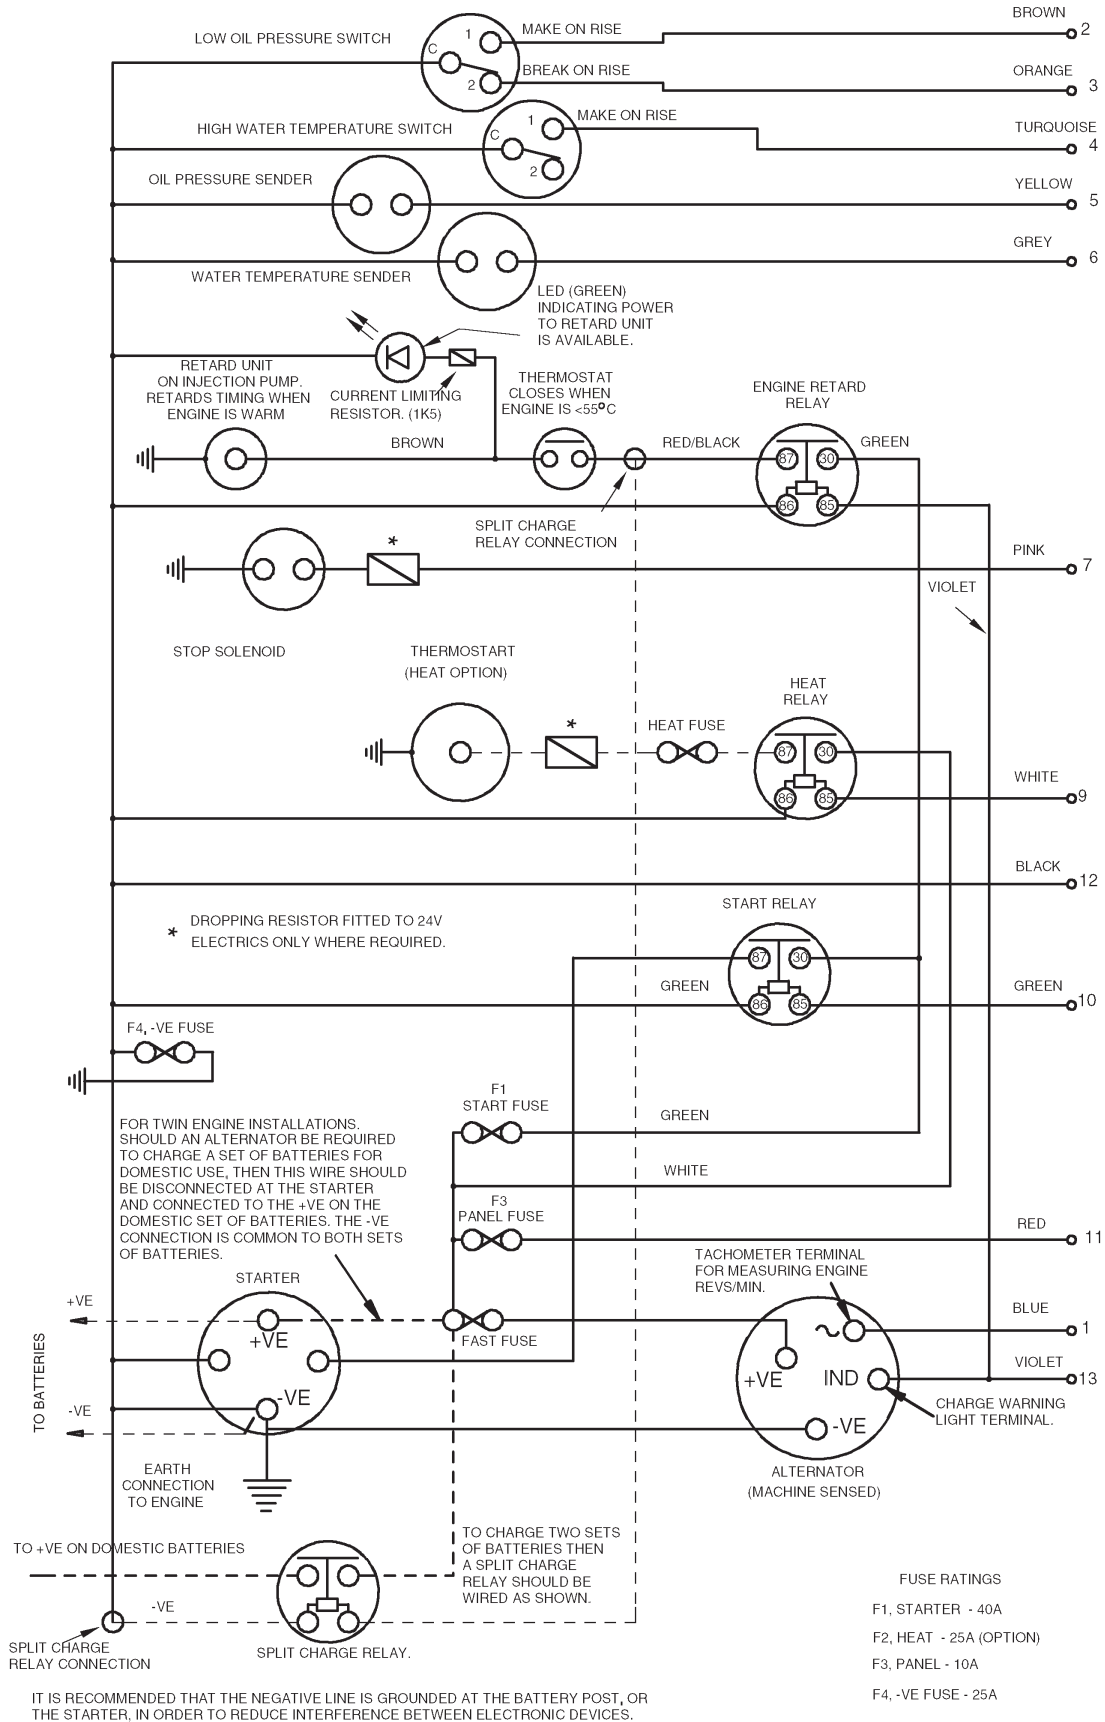 BROWN
MAKE ON RISE
2
LOW OIL PRESSURE SWITCH
1
C
BREAK ON RISE
ORANGE
2
3
MAKE ON RISE
HIGH WATER TEMPERATURE SWITCH
1
C
TURQUOISE
4
2
OIL PRESSURE SENDER
YELLOW
5
GREY
6
WATER TEMPERATURE SENDER
LED (GREEN)
INDICATING POWER
TO RETARD UNIT
IS AVAILABLE.
RETARD UNIT
ON INJECTION PUMP.
RETARDS TIMING WHEN
ENGINE IS WARM
CURRENT LIMITING
RESISTOR. (1K5)
THERMOSTAT
CLOSES WHEN
ENGINE IS <55°C
ENGINE RETARD
RELAY
BROWN
RED/BLACK
GREEN
87
30
86
85
SPLIT CHARGE
RELAY CONNECTION
*
PINK
7
VIOLET
STOP SOLENOID
THERMOSTART
(HEAT OPTION)
HEAT
RELAY
*
HEAT FUSE
87
30
86
85
WHITE
9
BLACK
12
* DROPPING RESISTOR FITTED TO 24V
ELECTRICS ONLY WHERE REQUIRED.
START RELAY
87
30
GREEN
86
85
GREEN
10
F4, -VE FUSE
F1
START FUSE
GREEN
FOR TWIN ENGINE INSTALLATIONS.
SHOULD AN ALTERNATOR BE REQUIRED
TO CHARGE A SET OF BATTERIES FOR
DOMESTIC USE, THEN THIS WIRE SHOULD
BE DISCONNECTED AT THE STARTER
AND CONNECTED TO THE +VE ON THE
DOMESTIC SET OF BATTERIES. THE -VE
CONNECTION IS COMMON TO BOTH SETS
OF BATTERIES.
WHITE
F3
PANEL FUSE
RED
11
TACHOMETER TERMINAL
FOR MEASURING ENGINE
REVS/MIN.
STARTER
+VE
+VE
FAST FUSE
BLUE
1
TO BATTERIES
+VE
IND
VIOLET
13
-VE
-VE
-VE
CHARGE WARNING
LIGHT TERMINAL.
EARTH
CONNECTION
TO ENGINE
ALTERNATOR
(MACHINE SENSED)
TO +VE ON DOMESTIC BATTERIES
TO CHARGE TWO SETS
OF BATTERIES THEN
A SPLIT CHARGE
RELAY SHOULD BE
WIRED AS SHOWN.
-VE
SPLIT CHARGE
RELAY CONNECTION
SPLIT CHARGE RELAY.
FUSE RATINGS
F1, STARTER - 40A
F2, HEAT - 25A (OPTION)
F3, PANEL - 10A
F4, -VE FUSE - 25A
IT IS RECOMMENDED THAT THE NEGATIVE LINE IS GROUNDED AT THE BATTERY POST, OR
THE STARTER, IN ORDER TO REDUCE INTERFERENCE BETWEEN ELECTRONIC DEVICES.